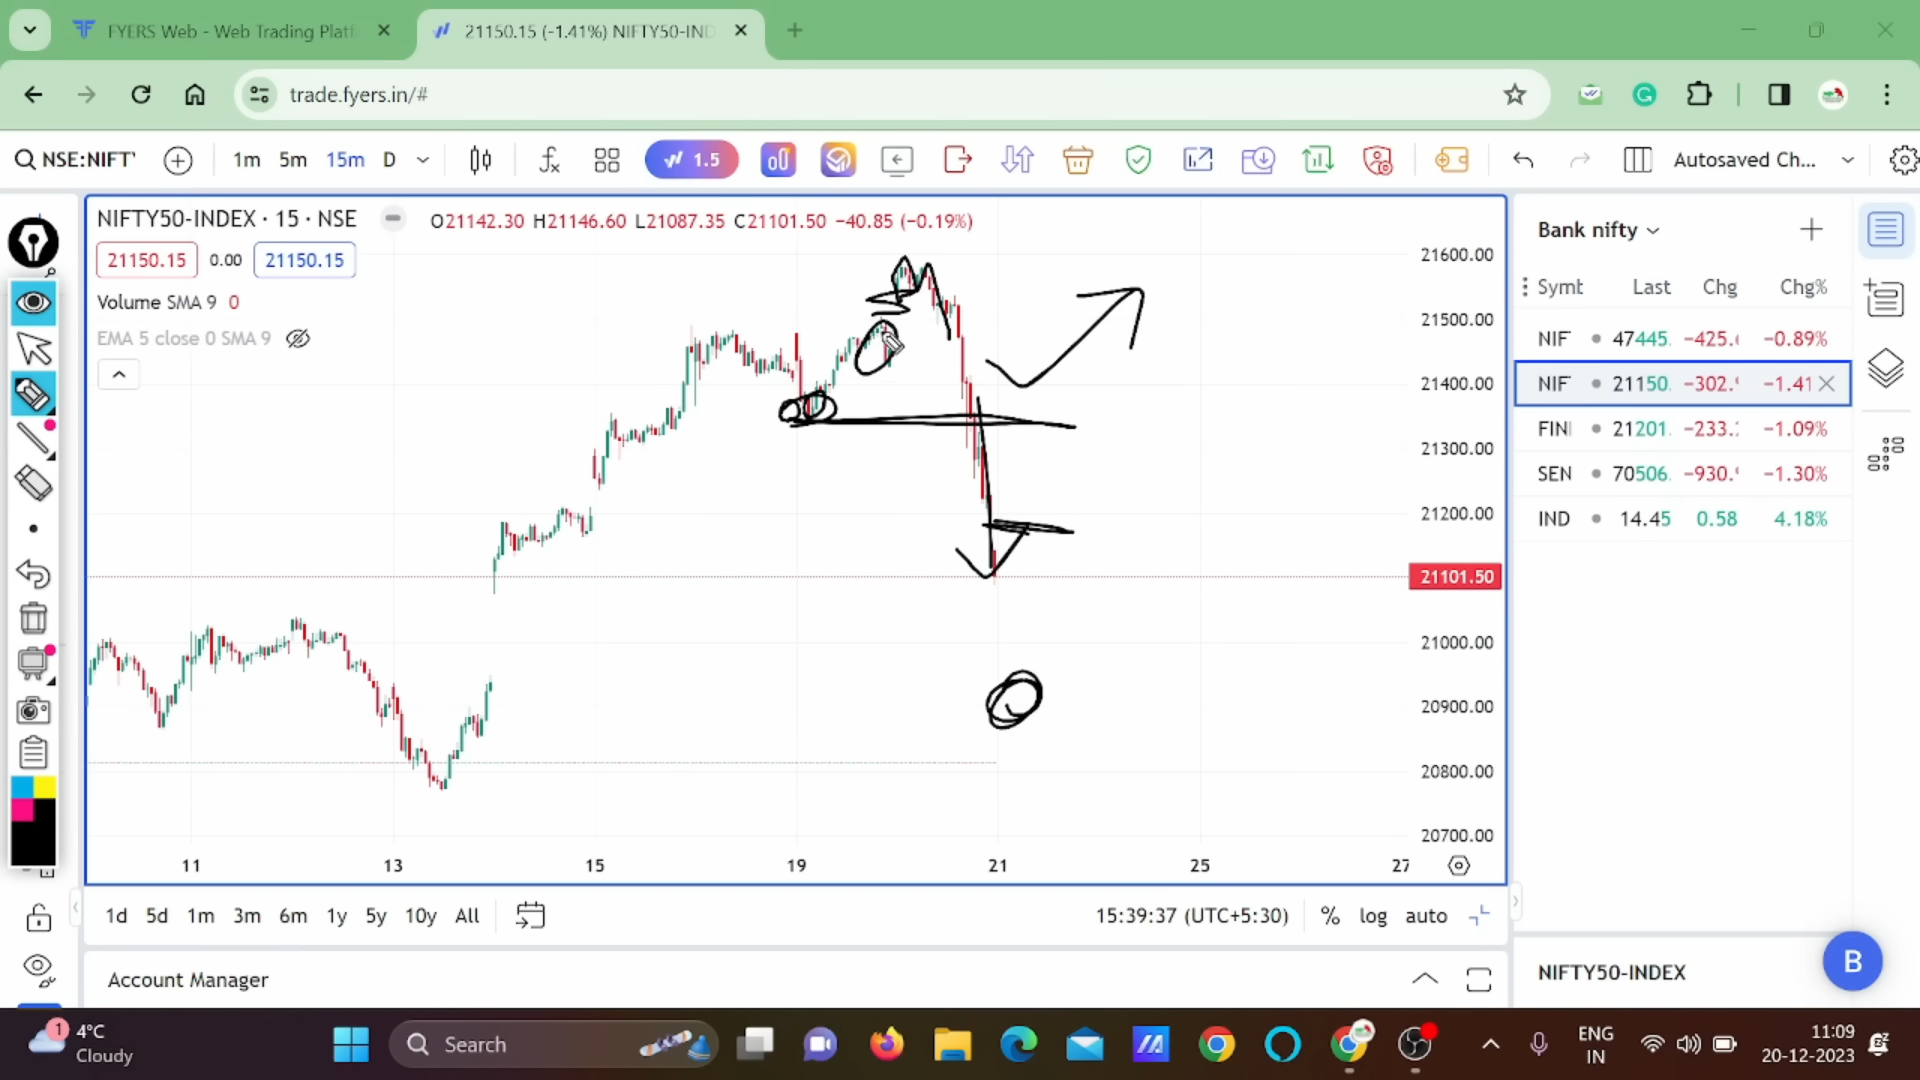 FYERS Web - Web Trading Platf
21150.15 (-1.41%) NIFTY50-IND
trade.fyers.in/#
NSE:NIFT
1m 5m 15m D
1.5
Autosaved Ch...
NIFTY50-INDEX · 15 · NSE
O21142.30 H21146.60 L21087.35 C21101.50 −40.85 (−0.19%)
21150.15 0.00 21150.15
Volume SMA 9 0
EMA 5 close 0 SMA 9
21600.00
21500.00
21400.00
21300.00
21200.00
21101.50
21000.00
20900.00
20800.00
20700.00
11 13 15 19 21 25 27
Bank nifty
Symb Last Chg Chg%
NIF 47445. −425. −0.89%
NIF 21150. −302. −1.41
FIN 21201. −233. −1.09%
SEN 70506. −930. −1.30%
IND 14.45 0.58 4.18%
1d 5d 1m 3m 6m 1y 5y 10y All
15:39:37 (UTC+5:30) % log auto
Account Manager
NIFTY50-INDEX
B
1
4°C
Cloudy
Search
ENG
IN
11:09
20-12-2023